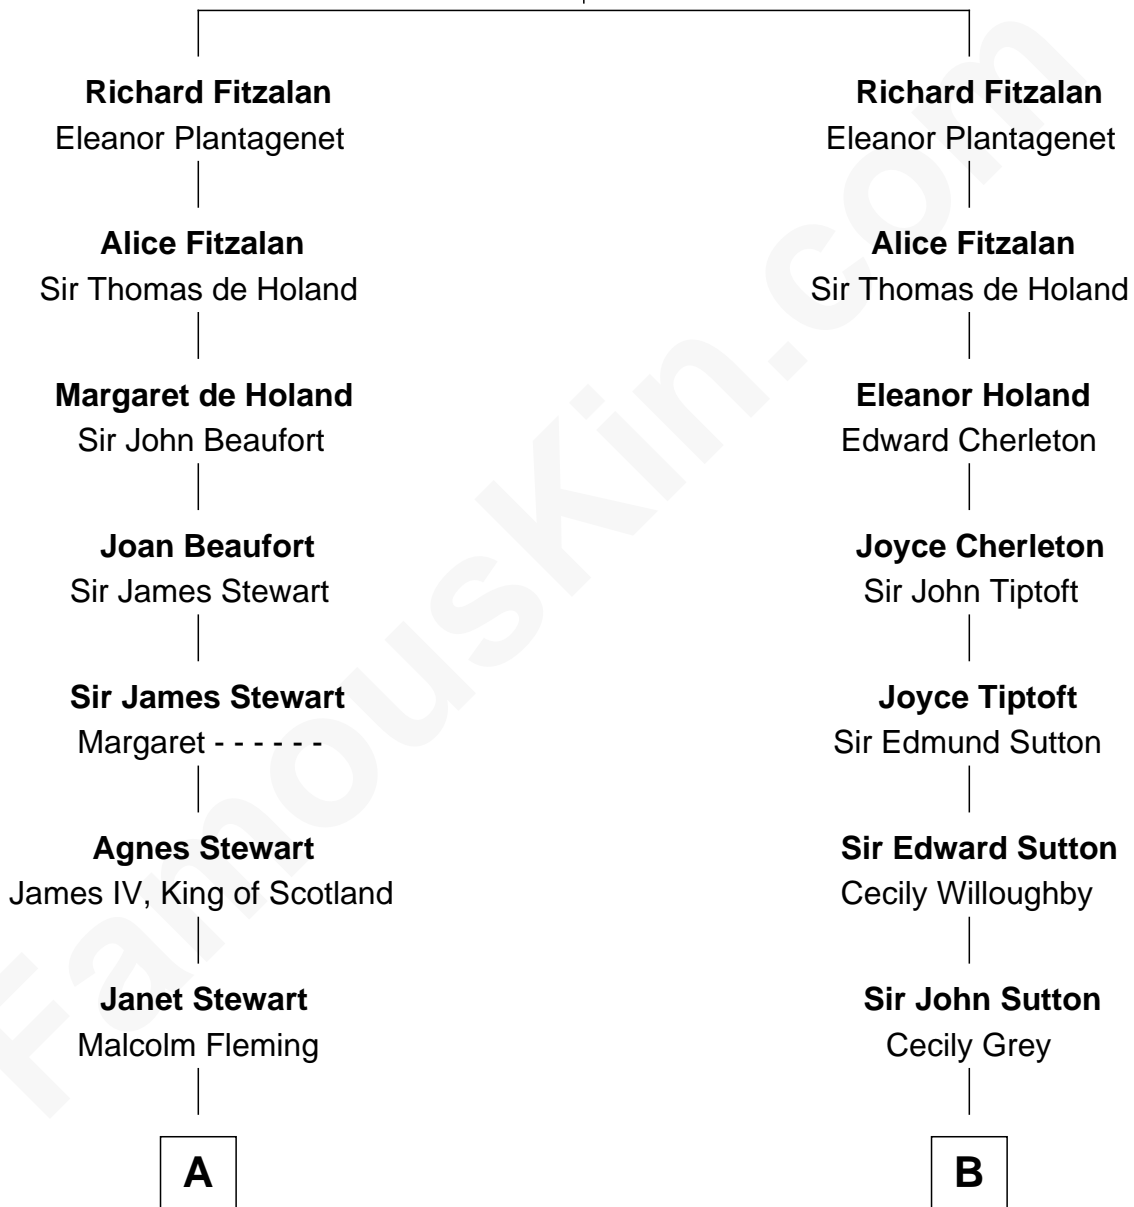 Richard Fitzalan
Eleanor Plantagenet
Alice Fitzalan
Sir Thomas de Holand
Margaret de Holand
Sir John Beaufort
Joan Beaufort
Sir James Stewart
Sir James Stewart
Margaret - - - - - -
Agnes Stewart
James IV, King of Scotland
Janet Stewart
Malcolm Fleming
A
Richard Fitzalan
Eleanor Plantagenet
Alice Fitzalan
Sir Thomas de Holand
Eleanor Holand
Edward Cherleton
Joyce Cherleton
Sir John Tiptoft
Joyce Tiptoft
Sir Edmund Sutton
Sir Edward Sutton
Cecily Willoughby
Sir John Sutton
Cecily Grey
B
FamousKin.com